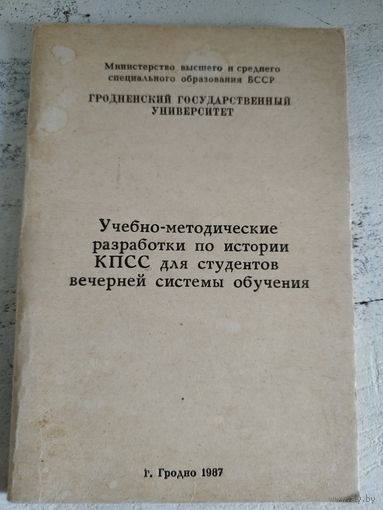 Министерство высшего и среднего
специального образования БССР
ГРОДНЕНСКИЙ ГОСУДАРСТВЕННЫЙ
УНИВЕРСИТЕТ
Учебно-методические
разработки по истории
КПСС для студентов
вечерней системы обучения
г. Гродно 1987